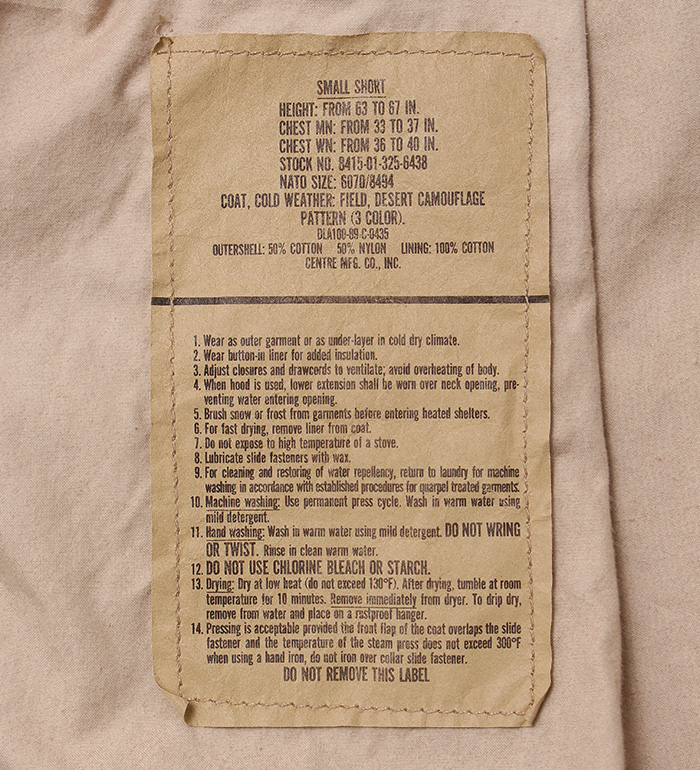 SMALL SHORT
HEIGHT: FROM 63 TO 67 IN.
CHEST MN: FROM 33 TO 37 IN.
CHEST WN: FROM 36 TO 40 IN.
STOCK NO. 8415-01-325-6438
NATO SIZE: 6070/8494
COAT, COLD WEATHER: FIELD, DESERT CAMOUFLAGE
PATTERN (3 COLOR).
DLA100-89-C-0435
OUTERSHELL: 50% COTTON 50% NYLON LINING: 100% COTTON
CENTRE MFG. CO., INC.
1. Wear as outer garment or as under-layer in cold dry climate.
2. Wear button-in liner for added insulation.
3. Adjust closures and drawcords to ventilate; avoid overheating of body.
4. When hood is used, lower extension shall be worn over neck opening, pre-
venting water entering opening.
5. Brush snow or frost from garments before entering heated shelters.
6. For fast drying, remove liner from coat.
7. Do not expose to high temperature of a stove.
8. Lubricate slide fasteners with wax.
9. For cleaning and restoring of water repellency, return to laundry for machine
washing in accordance with established procedures for quarpel treated garments.
10. Machine washing: Use permanent press cycle. Wash in warm water using
mild detergent.
11. Hand washing: Wash in warm water using mild detergent. DO NOT WRING
OR TWIST. Rinse in clean warm water.
12. DO NOT USE CHLORINE BLEACH OR STARCH.
13. Drying: Dry at low heat (do not exceed 130°F). After drying, tumble at room
temperature for 10 minutes. Remove immediately from dryer. To drip dry,
remove from water and place on a rustproof hanger.
14. Pressing is acceptable provided the front flap of the coat overlaps the slide
fastener and the temperature of the steam press does not exceed 300°F
when using a hand iron, do not iron over collar slide fastener.
DO NOT REMOVE THIS LABEL